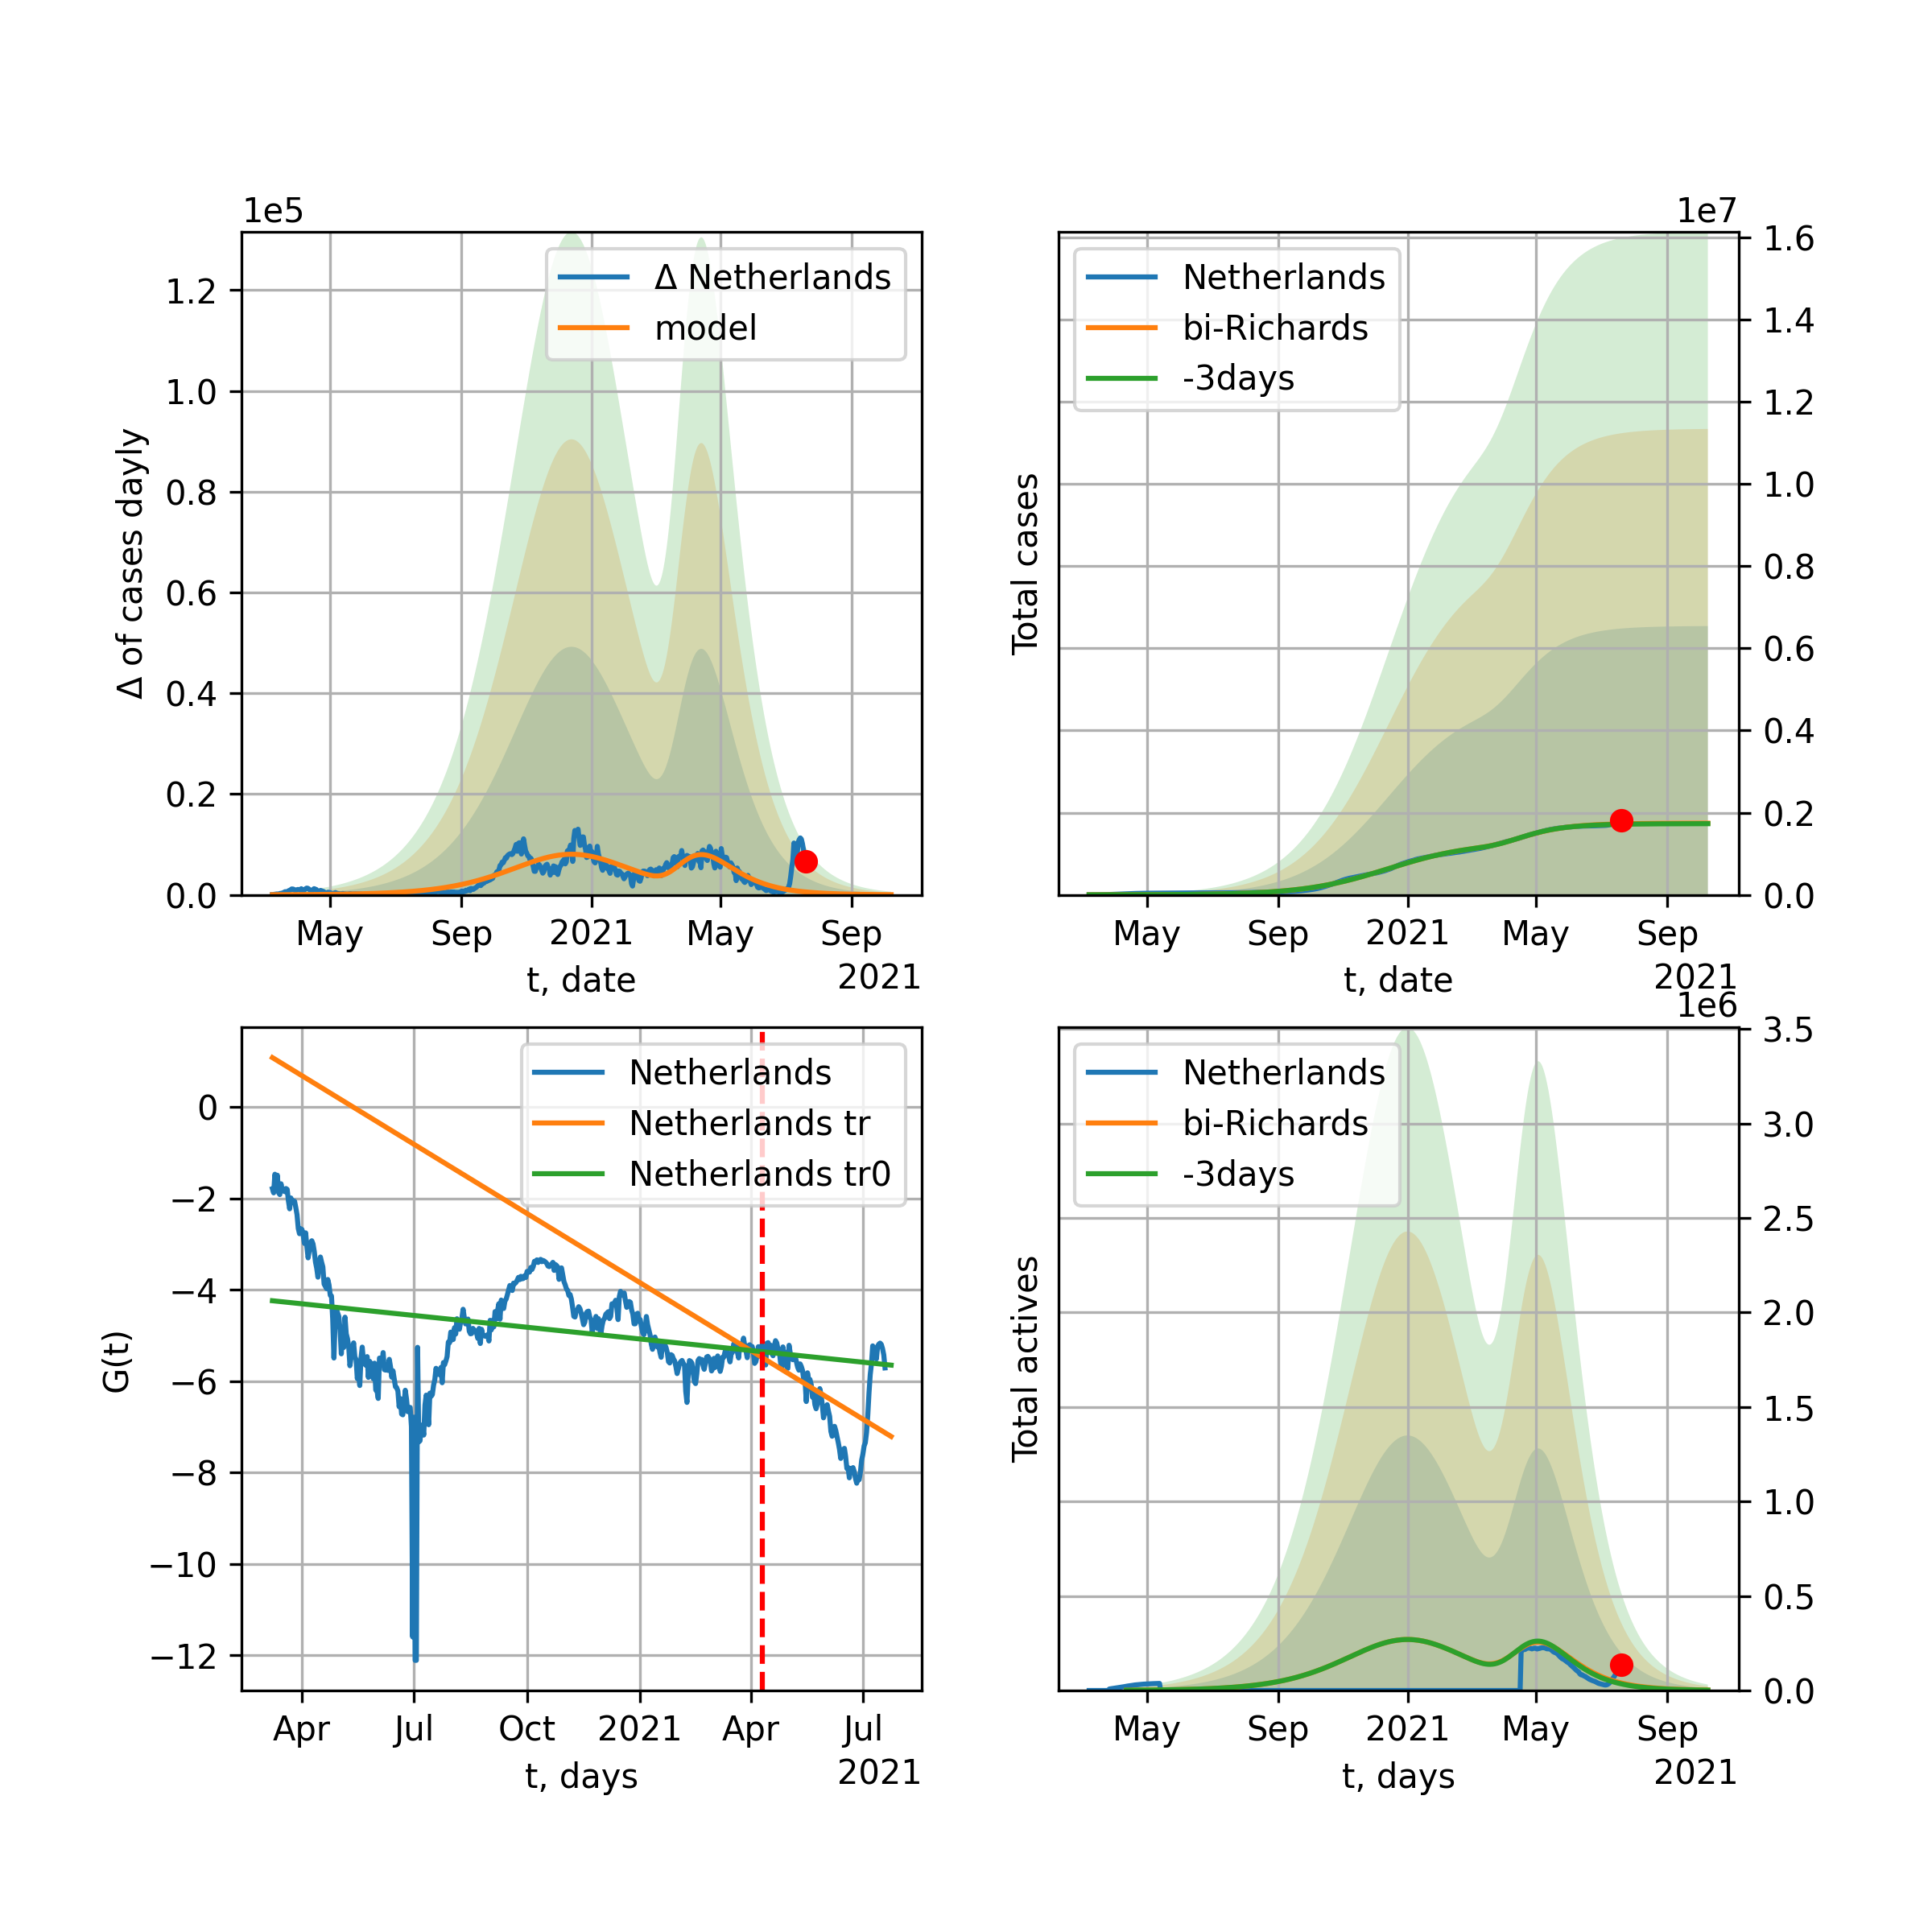 1e5
Δ of cases dayly
1.2
1.0
0.8
0.6
0.4
0.2
0.0
Δ Netherlands
model
May Sep 2021 May Sep
2021
t, date
1e7
Total cases
Netherlands
bi-Richards
-3days
1.6
1.4
1.2
1.0
0.8
0.6
0.4
0.2
0.0
May Sep 2021 May Sep
2021
t, date
G(t)
0
−2
−4
−6
−8
−10
−12
Netherlands
Netherlands tr
Netherlands tr0
Apr Jul Oct 2021 Apr Jul
2021
t, days
1e6
Total actives
Netherlands
bi-Richards
-3days
3.5
3.0
2.5
2.0
1.5
1.0
0.5
0.0
May Sep 2021 May Sep
2021
t, days